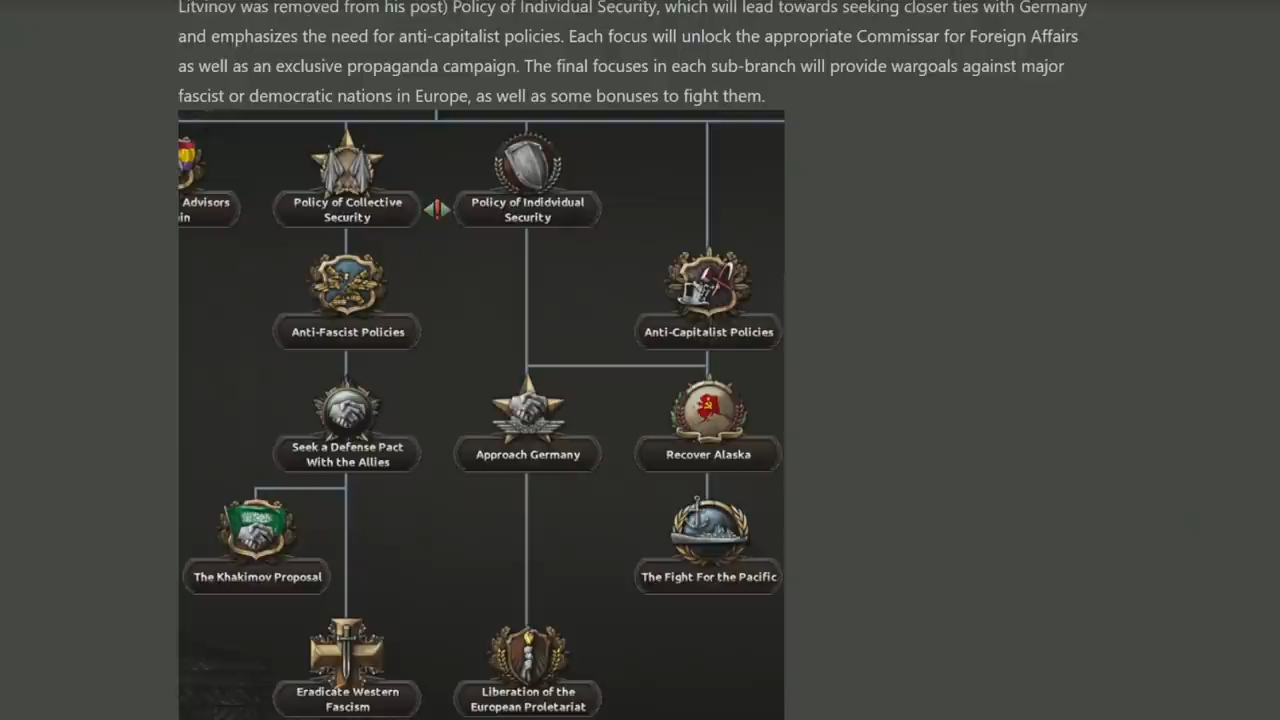 Litvinov was removed from his post) Policy of Individual Security, which will lead towards seeking closer ties with Germany
and emphasizes the need for anti-capitalist policies. Each focus will unlock the appropriate Commissar for Foreign Affairs
as well as an exclusive propaganda campaign. The final focuses in each sub-branch will provide wargoals against major
fascist or democratic nations in Europe, as well as some bonuses to fight them.
Advisors
in
Policy of Collective
Security
Policy of Indidvidual
Security
Anti-Fascist Policies
Anti-Capitalist Policies
Seek a Defense Pact
With the Allies
Approach Germany
Recover Alaska
The Khakimov Proposal
The Fight For the Pacific
Eradicate Western
Fascism
Liberation of the
European Proletariat